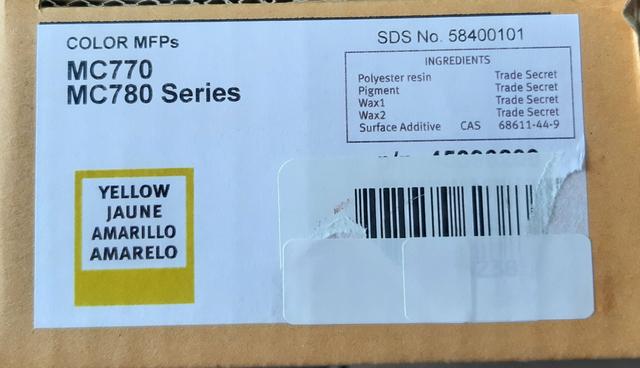 COLOR MFPs
MC770
MC780 Series
SDS No. 58400101
INGREDIENTS
Polyester resin Trade Secret
Pigment Trade Secret
Wax1 Trade Secret
Wax2 Trade Secret
Surface Additive CAS 68611-44-9
YELLOW
JAUNE
AMARILLO
AMARELO